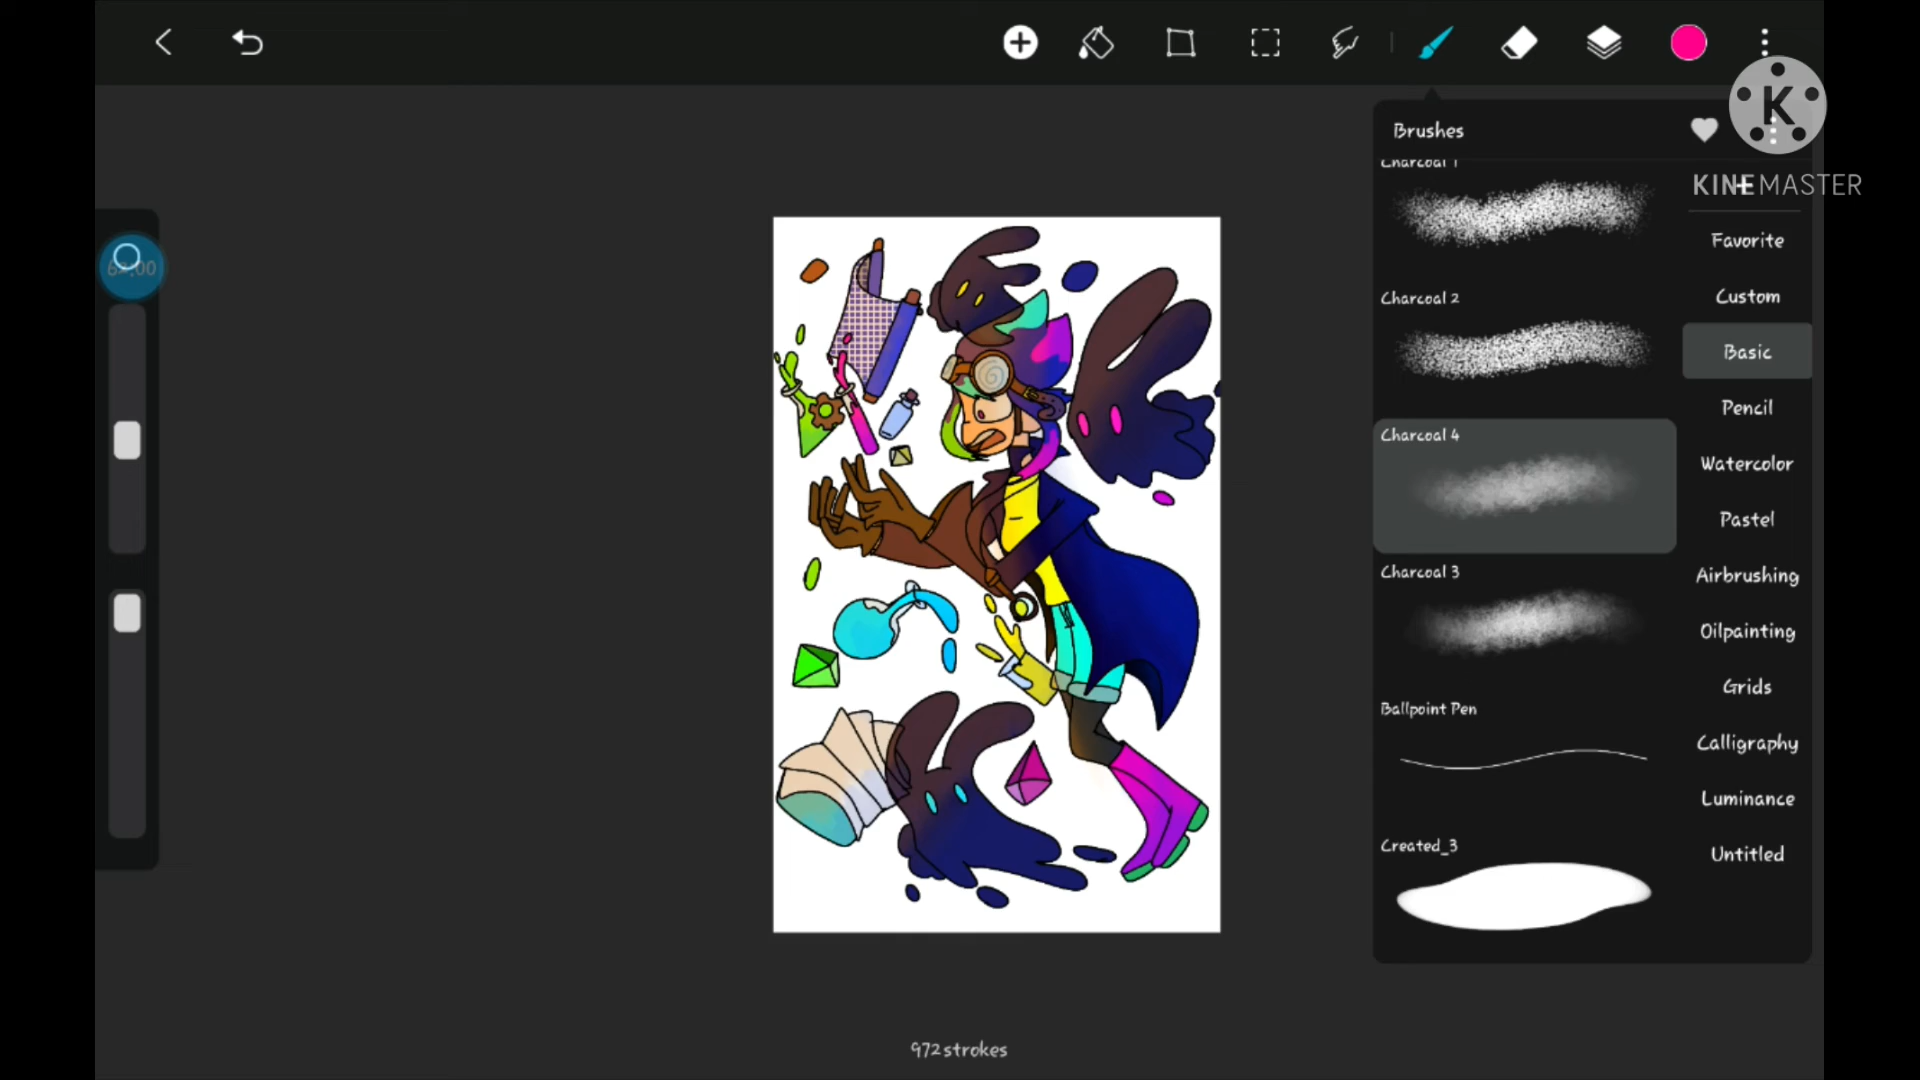 Brushes
K
KINEMASTER
Charcoal 1
Charcoal 2
Charcoal 4
Charcoal 3
Ballpoint Pen
Created_3
Favorite
Custom
Basic
Pencil
Watercolor
Pastel
Airbrushing
Oilpainting
Grids
Calligraphy
Luminance
Untitled
972 strokes